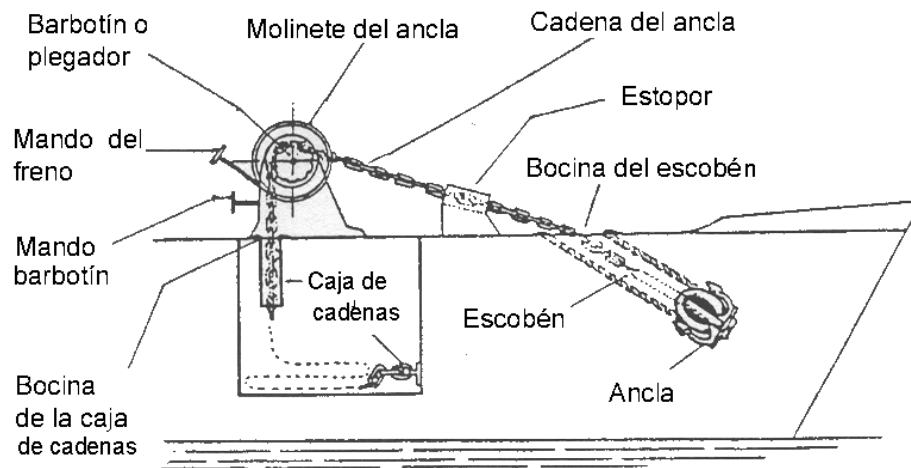 Barbotín o
plegador
Molinete del ancla
Cadena del ancla
Estopor
Mando del
freno
Bocina del escobén
Mando
barbotín
Caja de
cadenas
Escobén
Ancla
Bocina
de la caja
de cadenas